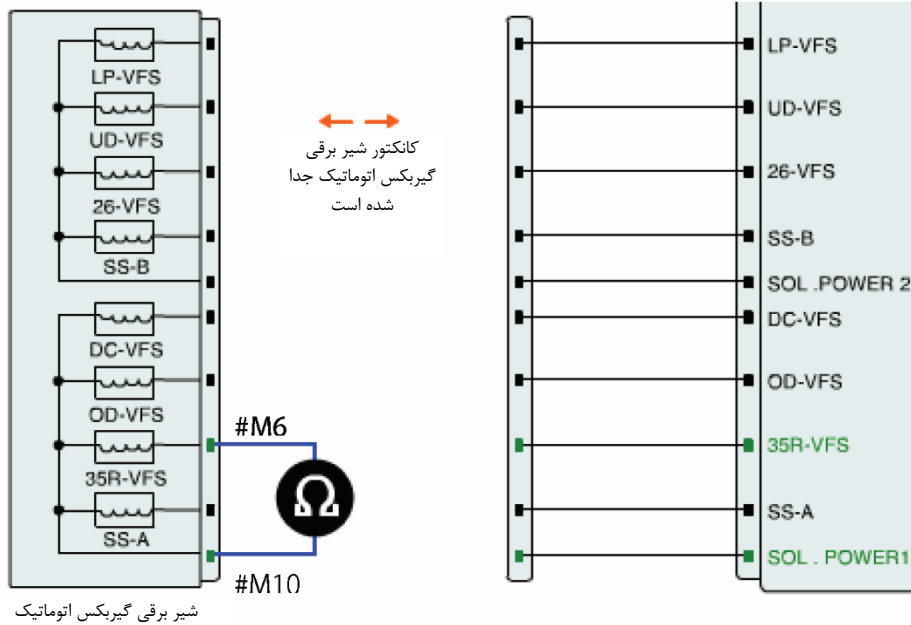 LP-VFS
UD-VFS
26-VFS
SS-B
DC-VFS
OD-VFS
35R-VFS
SS-A
شیر برقی گیربکس اتوماتیک
#M6
Ω
#M10
کانکتور شیر برقی
گیربکس اتوماتیک جدا
شده است
LP-VFS
UD-VFS
26-VFS
SS-B
SOL .POWER 2
DC-VFS
OD-VFS
35R-VFS
SS-A
SOL . POWER1